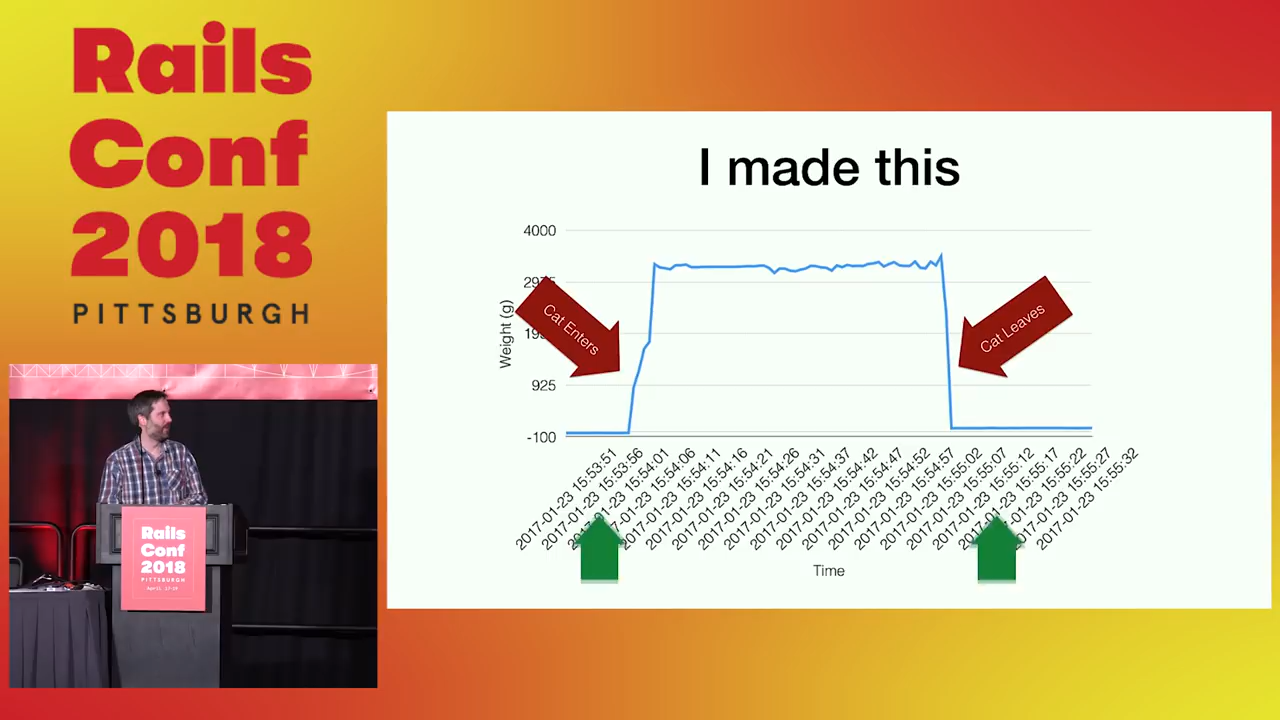 Rails
Conf
2018
PITTSBURGH
I made this
4000
925
-100
Weight (g)
Cat Enters
Cat Leaves
2017-01-23 15:53:51
2017-01-23 15:53:56
2017-01-23 15:54:01
2017-01-23 15:54:06
2017-01-23 15:54:11
2017-01-23 15:54:16
2017-01-23 15:54:21
2017-01-23 15:54:26
2017-01-23 15:54:31
2017-01-23 15:54:37
2017-01-23 15:54:42
2017-01-23 15:54:47
2017-01-23 15:54:52
2017-01-23 15:54:57
2017-01-23 15:55:02
2017-01-23 15:55:07
2017-01-23 15:55:12
2017-01-23 15:55:17
2017-01-23 15:55:22
2017-01-23 15:55:27
2017-01-23 15:55:32
Time
Rails
Conf
2018
PITTSBURGH